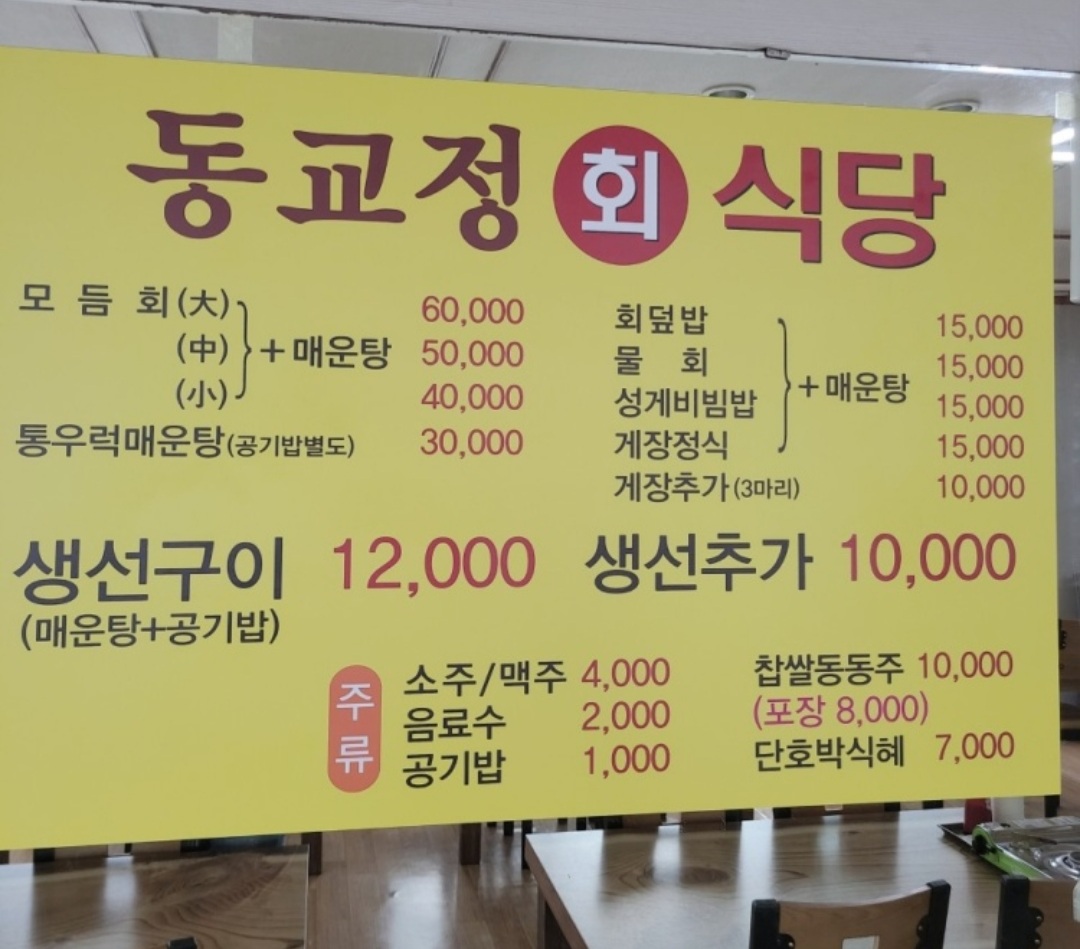 동교정 회 식당
모듬회(大) 60,000
(中) + 매운탕 50,000
(小) 40,000
통우럭매운탕(공기밥별도) 30,000
회덮밥 15,000
물 회 15,000
성게비빔밥 + 매운탕 15,000
게장정식 15,000
게장추가(3마리) 10,000
생선구이 12,000
(매운탕+공기밥)
생선추가 10,000
주류
소주/맥주 4,000
음료수 2,000
공기밥 1,000
찹쌀동동주 10,000
(포장 8,000)
단호박식혜 7,000